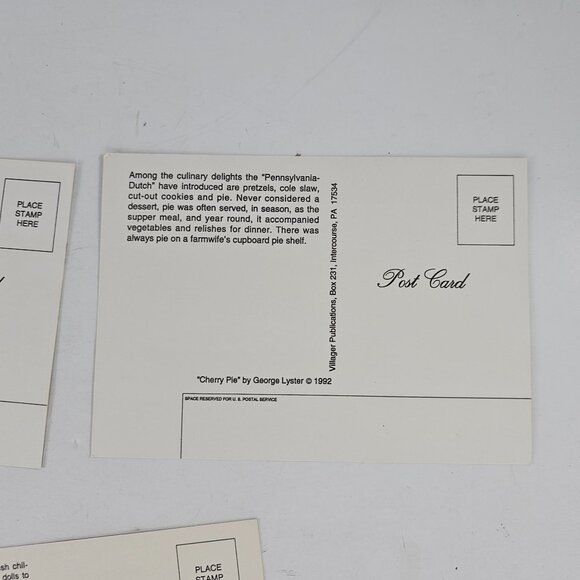 Among the culinary delights the "Pennsylvania-
Dutch" have introduced are pretzels, cole slaw,
cut-out cookies and pie. Never considered a
dessert, pie was often served, in season, as the
supper meal, and year round, it accompanied
vegetables and relishes for dinner. There was
always pie on a farmwife's cupboard pie shelf.
"Cherry Pie" by George Lyster © 1992
Villager Publications, Box 231, Intercourse, PA 17534
PLACE
STAMP
HERE
Post Card
SPACE RESERVED FOR U. S. POSTAL SERVICE
PLACE
STAMP
HERE
sh chil-
dolls to
PLACE
STAMP